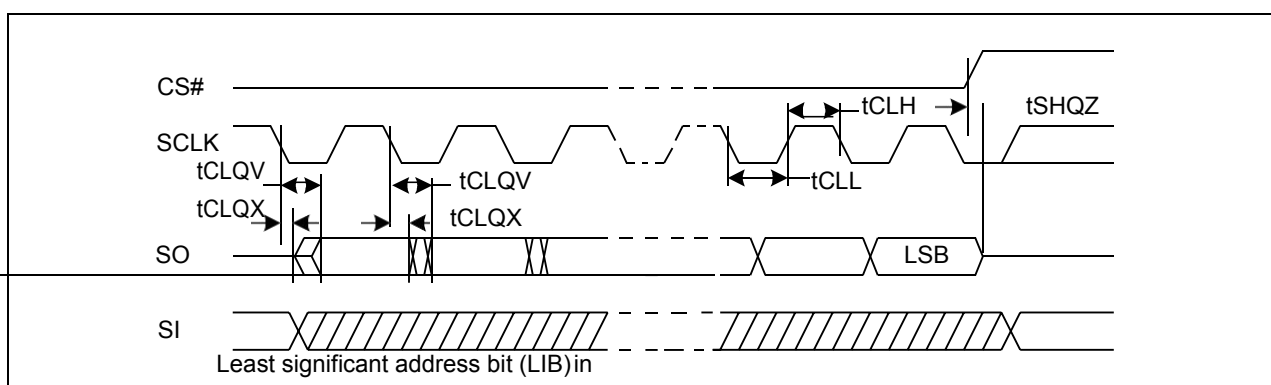 CS#
tCLH
tSHQZ
SCLK
tCLQV
tCLQV
tCLL
tCLQX
tCLQX
SO
LSB
SI
Least significant address bit (LIB) in